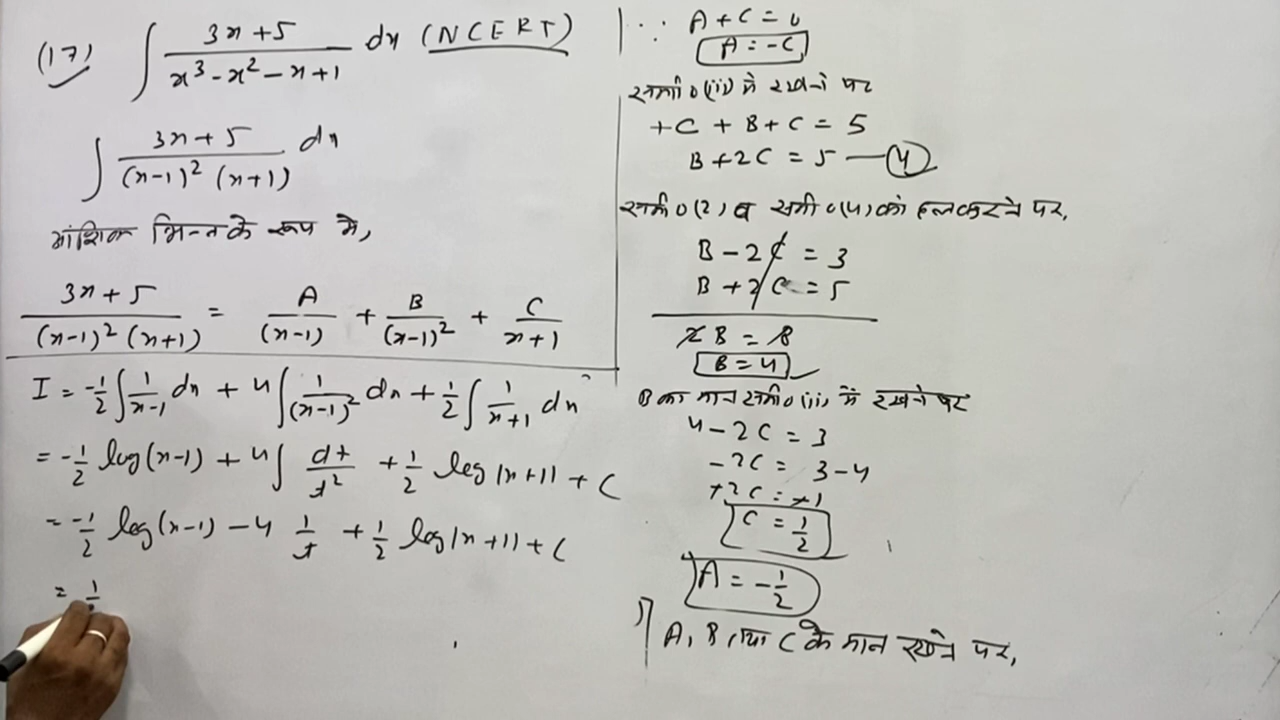 (17) ∫ 3x+5 / x³-x²-x+1 dx (NCERT)
∫ 3x+5 / (x-1)² (x+1) dx
आंशिक भिन्न के रूप मे,
3x+5 / (x-1)² (x+1) = A / (x-1) + B / (x-1)² + C / x+1
I = -1/2 ∫ 1/x-1 dx + 4 ∫ 1/(x-1)² dx + 1/2 ∫ 1/x+1 dx
= -1/2 log(x-1) + 4 ∫ dt/t² + 1/2 log|x+1| + C
= -1/2 log(x-1) - 4 1/t + 1/2 log|x+1| + C
= 1/
∵ A+C = 0
A = -C
समी० (iii) मे रखने पर
+C + B + C = 5
B + 2C = 5 — (4)
समी० (2) व समी० (4) को हल करने पर,
B - 2C = 3
B + 2C = 5
2B = 8
B = 4
B का मान समी० (ii) में रखने पर
4 - 2C = 3
-2C = 3-4
+2C = +1
C = 1/2
A = -1/2
A, B, तथा C के मान रखने पर,